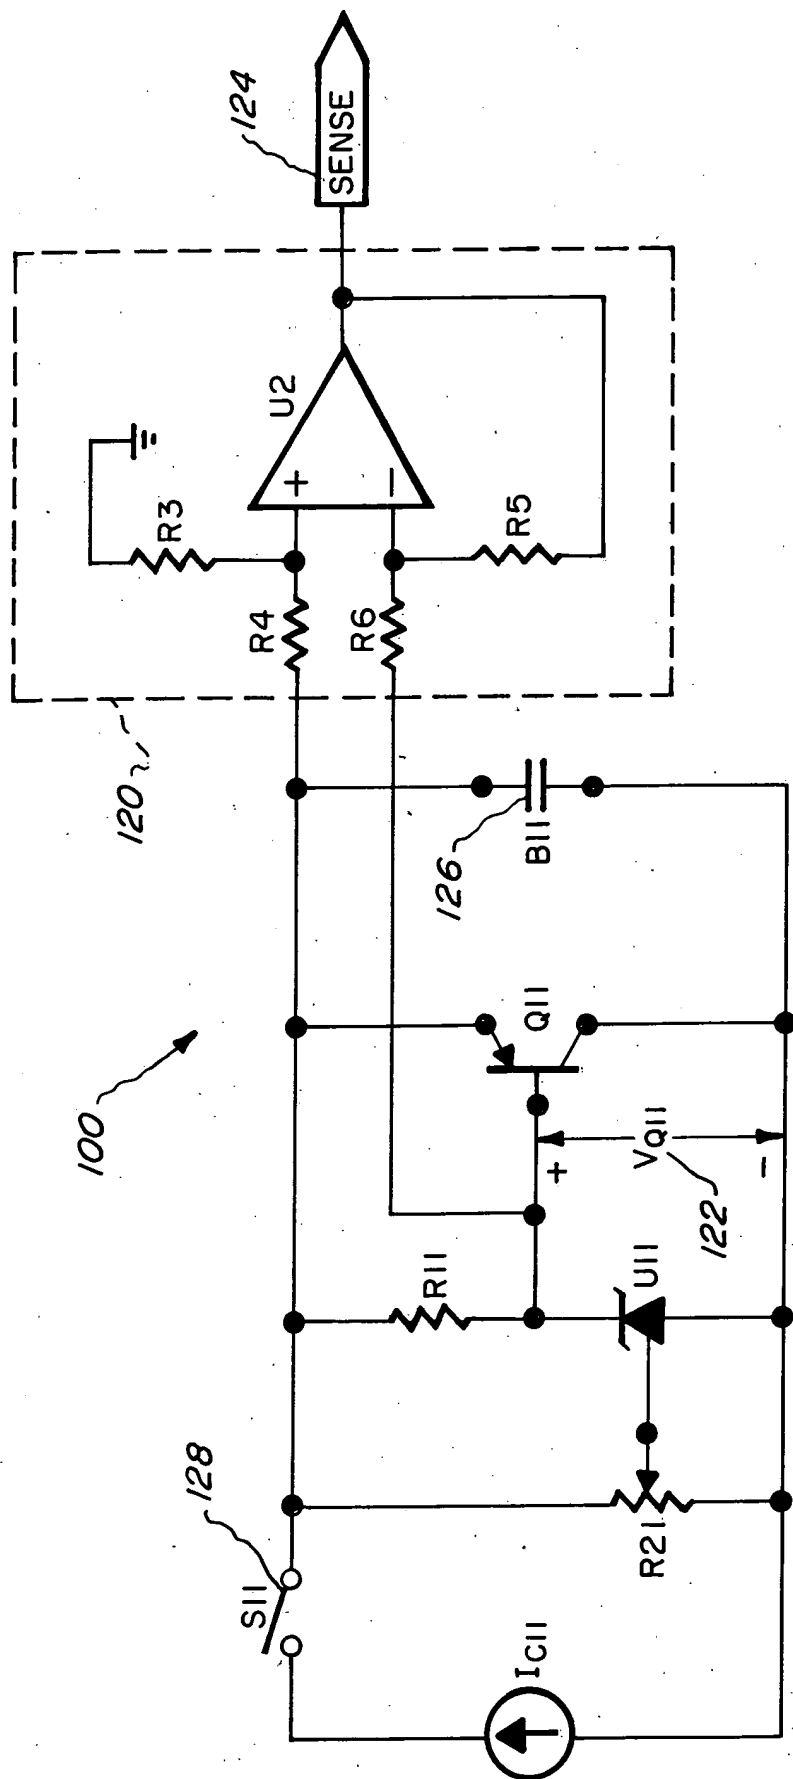 100
128
S11
I C11
R21
R11
U11
+
V Q11
-
122
Q11
126
B11
120
R4
R6
R3
R5
+
-
U2
SENSE
124